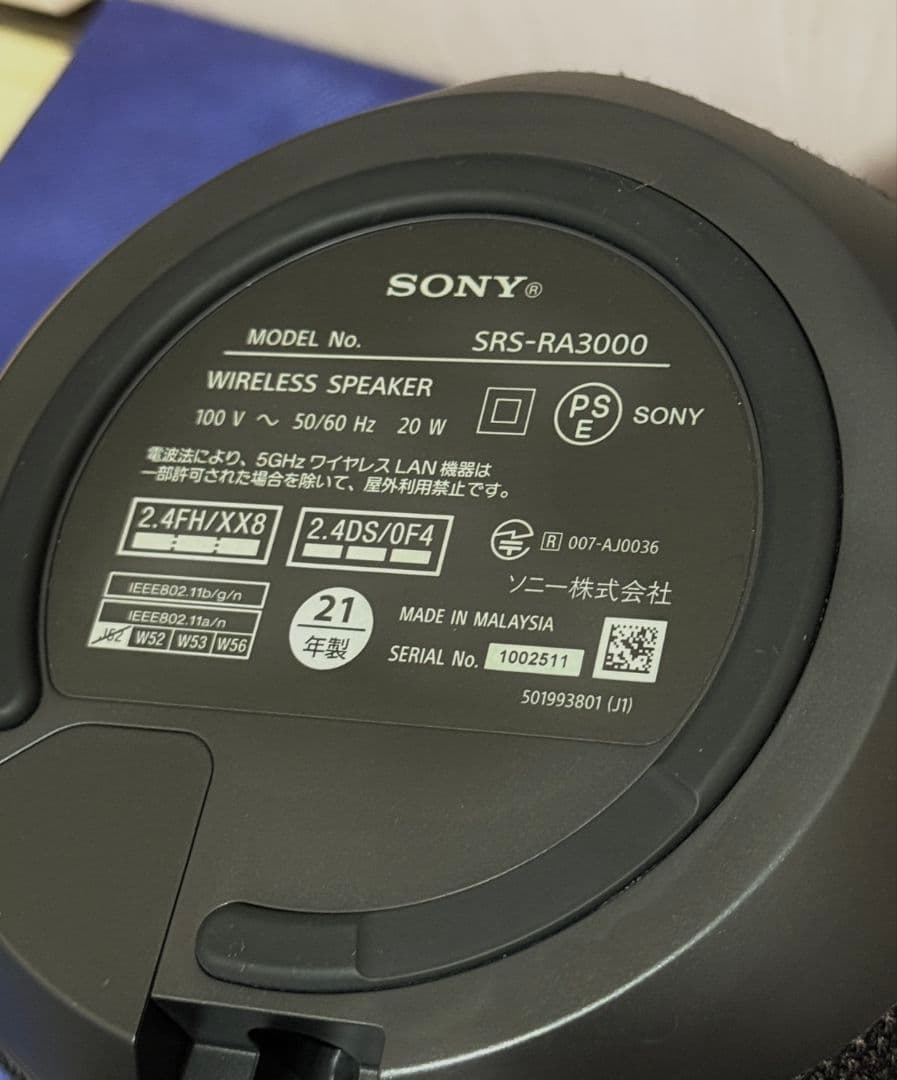 SONY®
MODEL No. SRS-RA3000
WIRELESS SPEAKER
100 V ～ 50/60 Hz 20 W
PS
E
SONY
電波法により、5GHz ワイヤレス LAN 機器は
一部許可された場合を除いて、屋外利用禁止です。
2.4FH/XX8
2.4DS/0F4
R 007-AJ0036
ソニー株式会社
IEEE802.11b/g/n
IEEE802.11a/n
J52 W52 W53 W56
21
年製
MADE IN MALAYSIA
SERIAL No. 1002511
501993801 (J1)